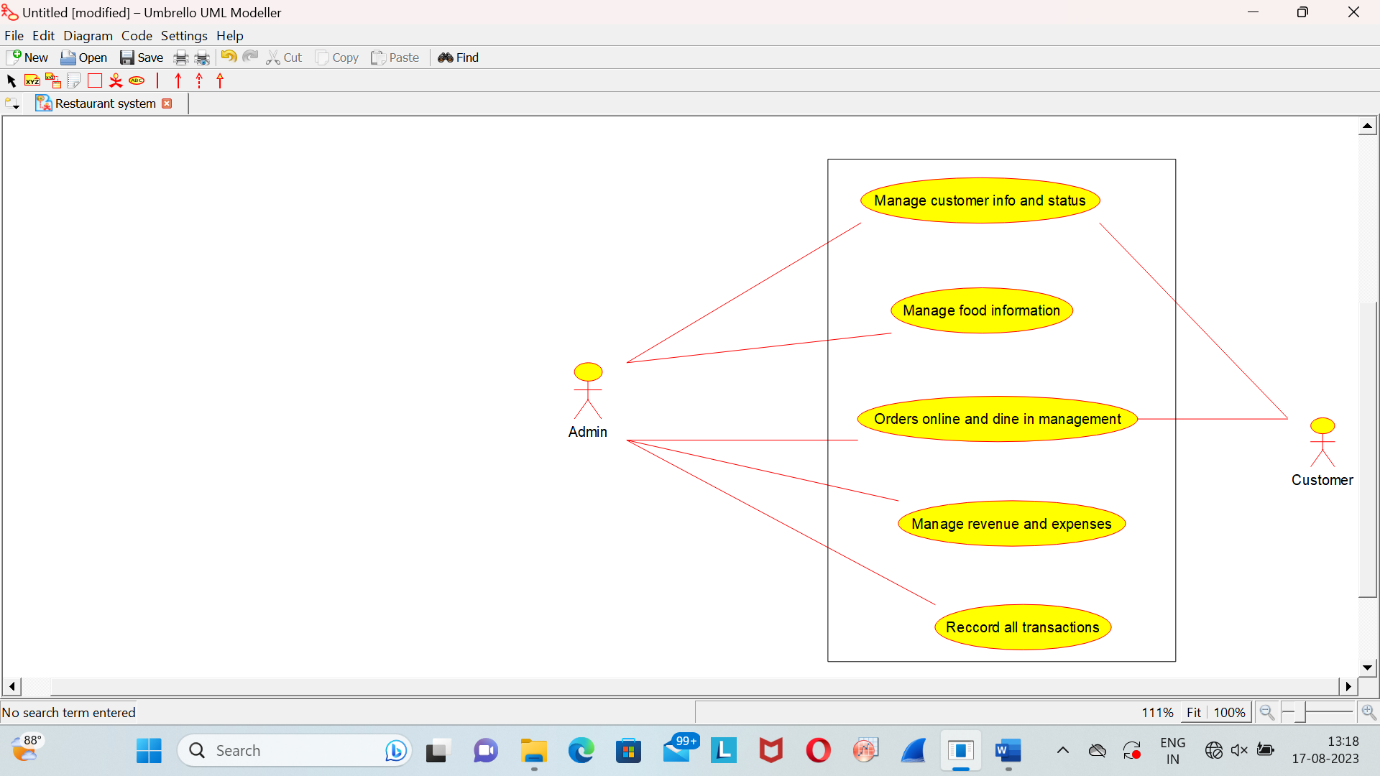 Untitled [modified] – Umbrello UML Modeller
File Edit Diagram Code Settings Help
New Open Save Cut Copy Paste Find
XYZ ABC
Restaurant system
Manage customer info and status
Manage food information
Admin
Orders online and dine in management
Customer
Manage revenue and expenses
Reccord all transactions
No search term entered
111% Fit 100%
88° Search 99+ L W ENG 13:18
IN 17-08-2023